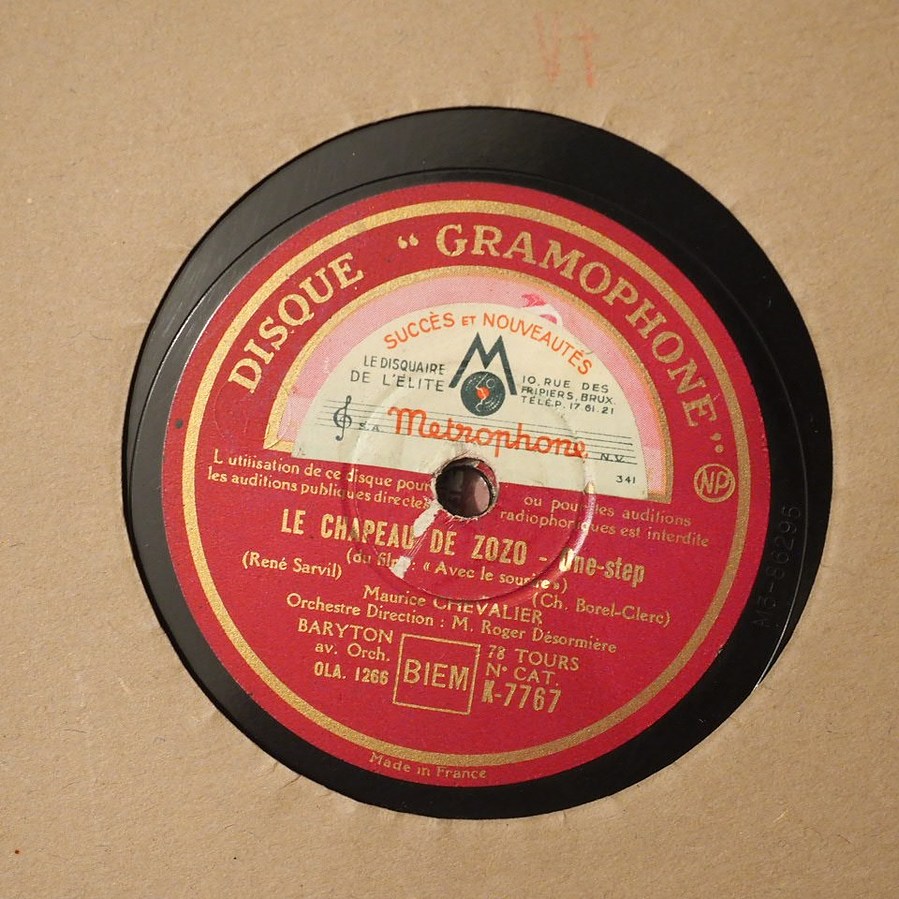 DISQUE " GRAMOPHONE "
SUCCÈS ET NOUVEAUTÉS
LE DISQUAIRE
DE L'ÉLITE
M
10, RUE DES
FRIPIERS, BRUX.
TÉLÉP. 17.61.21
S.A. Metrophone N.V.
341
NP
L'utilisation de ce disque pour ou pour les auditions
les auditions publiques directes radiophoniques est interdite
LE CHAPEAU DE ZOZO - One-step
(du film : « Avec le sourire »)
(René Sarvil) (Ch. Borel-Clerc)
Maurice CHEVALIER
Orchestre Direction : M. Roger Désormière
BARYTON
av. Orch.
OLA. 1266
BIEM
78 TOURS
N° CAT.
K-7767
Made in France